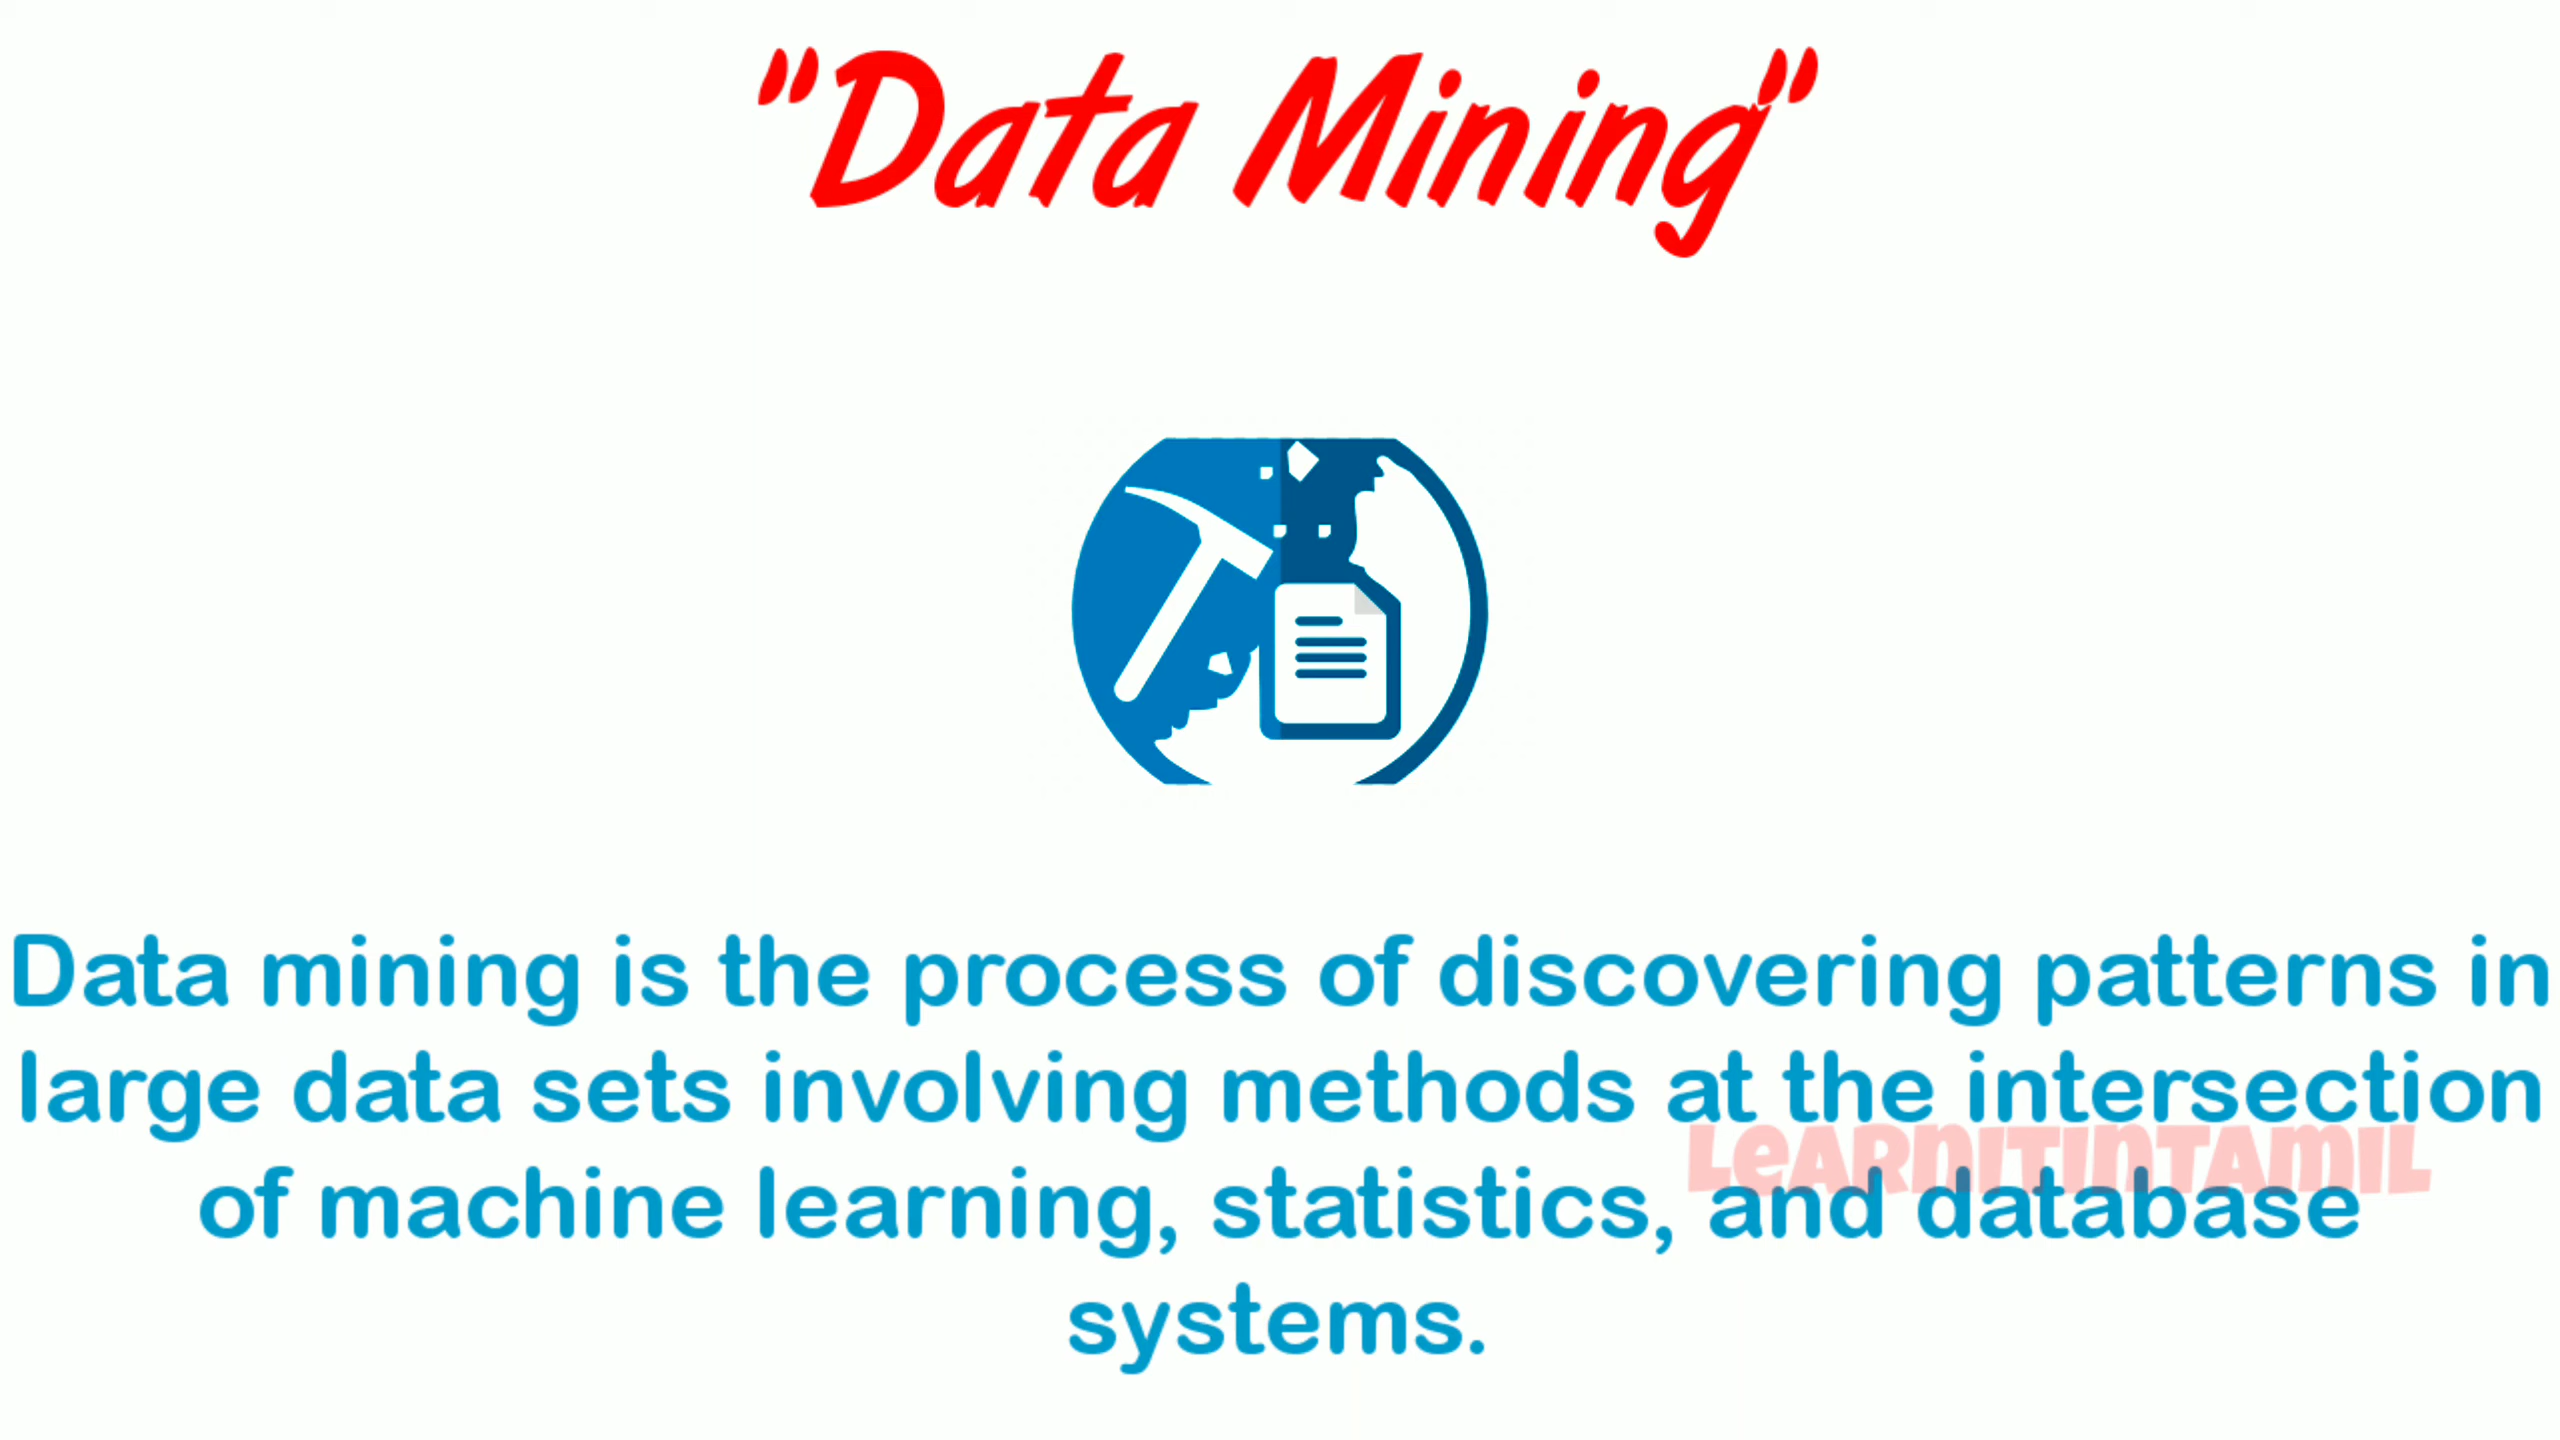 "Data Mining"
Data mining is the process of discovering patterns in
large data sets involving methods at the intersection
LearnITinTamil
of machine learning, statistics, and database
systems.